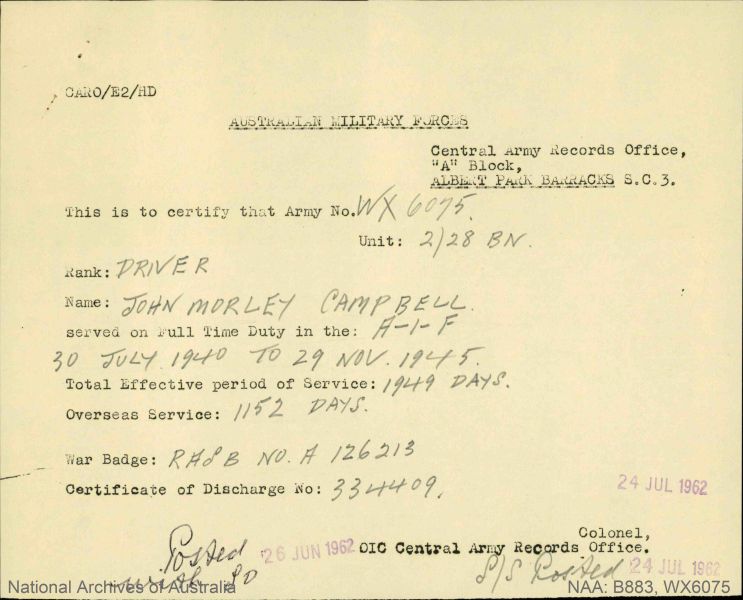 CARO/E2/HD
AUSTRALIAN MILITARY FORCES
Central Army Records Office,
"A" Block,
ALBERT PARK BARRACKS S.C.3.
This is to certify that Army No. WX 6075.
Unit: 2/28 BN.
Rank: DRIVER
Name: JOHN MORLEY CAMPBELL.
served on Full Time Duty in the: A-I-F
30 JULY 1940 TO 29 NOV. 1945.
Total Effective period of Service: 1949 DAYS.
Overseas Service: 1152 DAYS.
War Badge: RASB NO. A 126213
Certificate of Discharge No: 334409.
24 JUL 1962
Colonel,
Posted 26 JUN 1962 OIC Central Army Records Office.
S/S Posted 24 JUL 1962
National Archives of Australia NAA: B883, WX6075